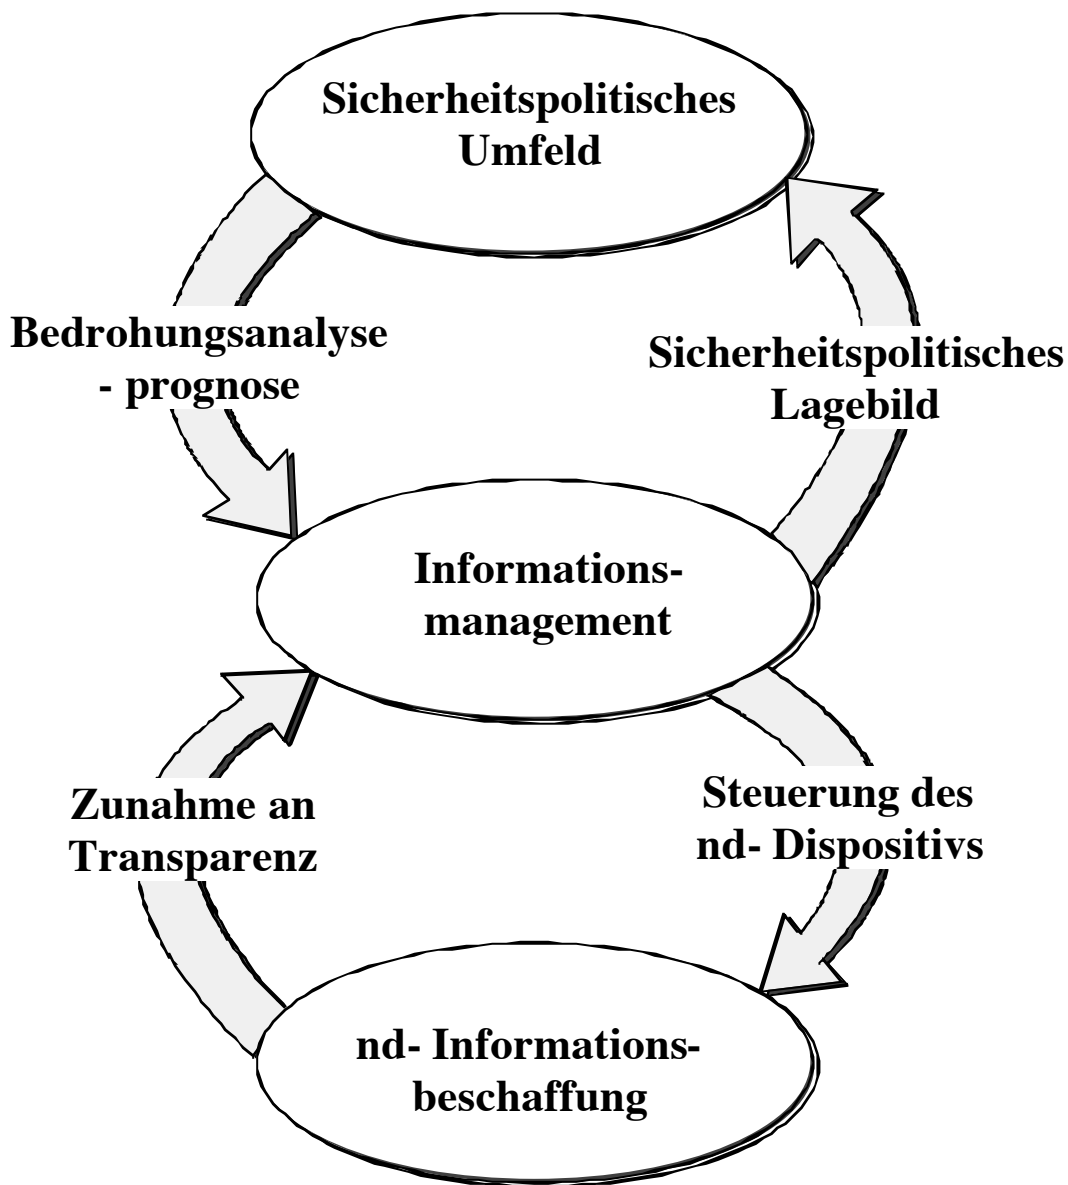 Sicherheitspolitisches
Umfeld
Bedrohungsanalyse
- prognose
Sicherheitspolitisches
Lagebild
Informations-
management
Zunahme an
Transparenz
Steuerung des
nd- Dispositivs
nd- Informations-
beschaffung